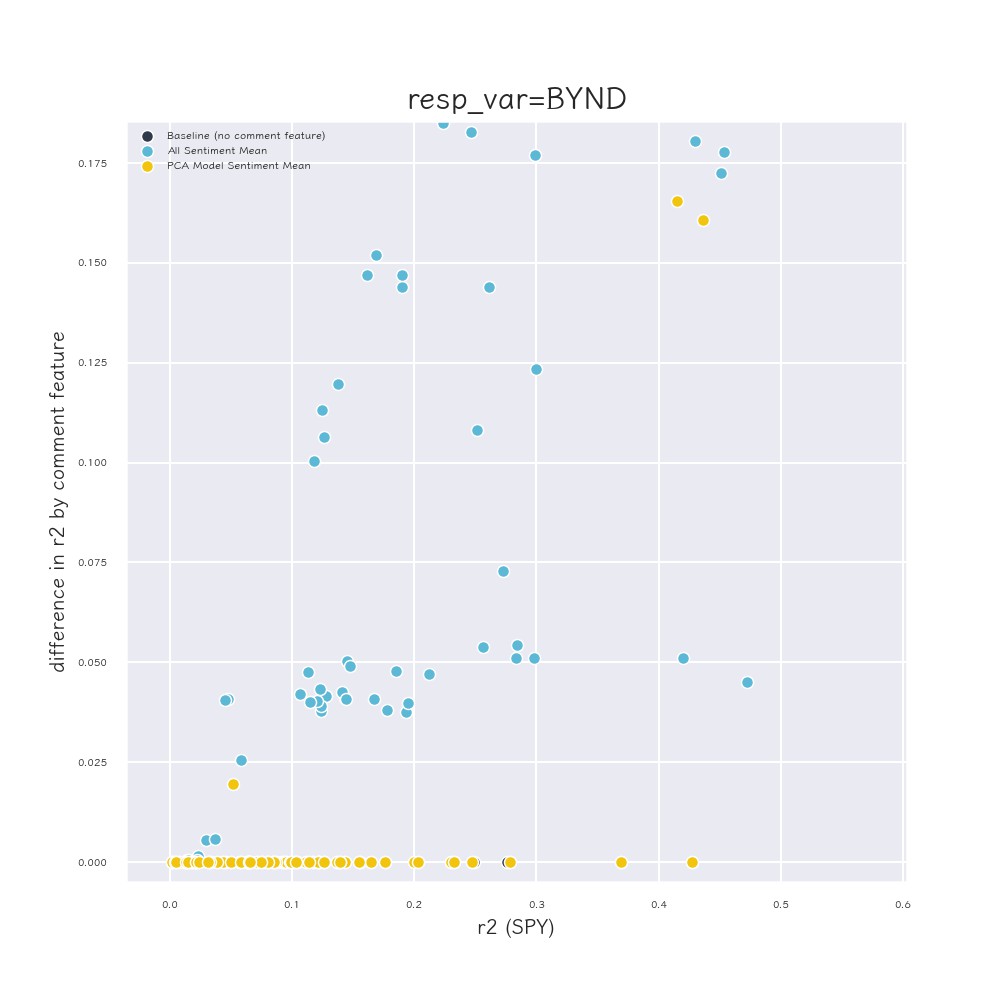 resp_var=BYND
Baseline (no comment feature)
All Sentiment Mean
PCA Model Sentiment Mean
0.175
0.150
0.125
0.100
0.075
0.050
0.025
0.000
difference in r2 by comment feature
0.0 0.1 0.2 0.3 0.4 0.5 0.6
r2 (SPY)